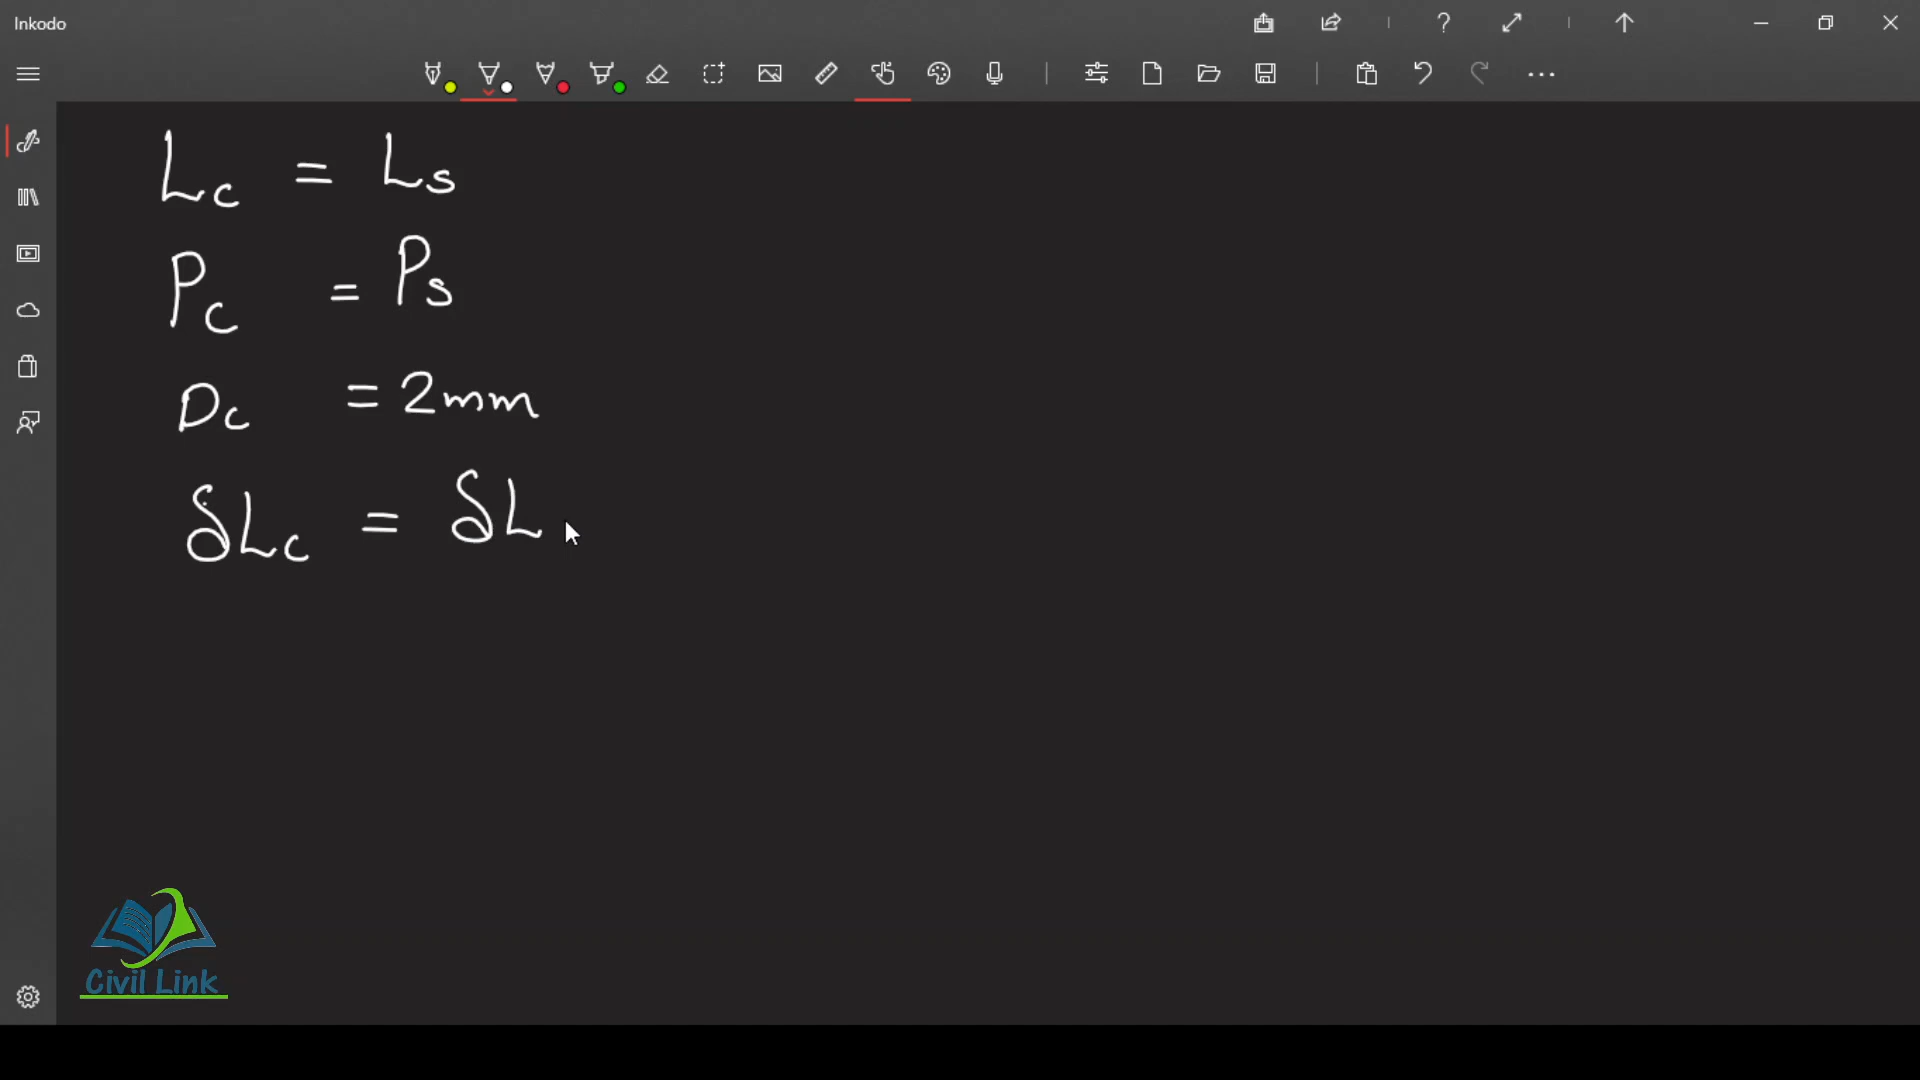 Inkodo
Lc = Ls
Pc = Ps
Dc = 2mm
δLc = δL
Civil Link